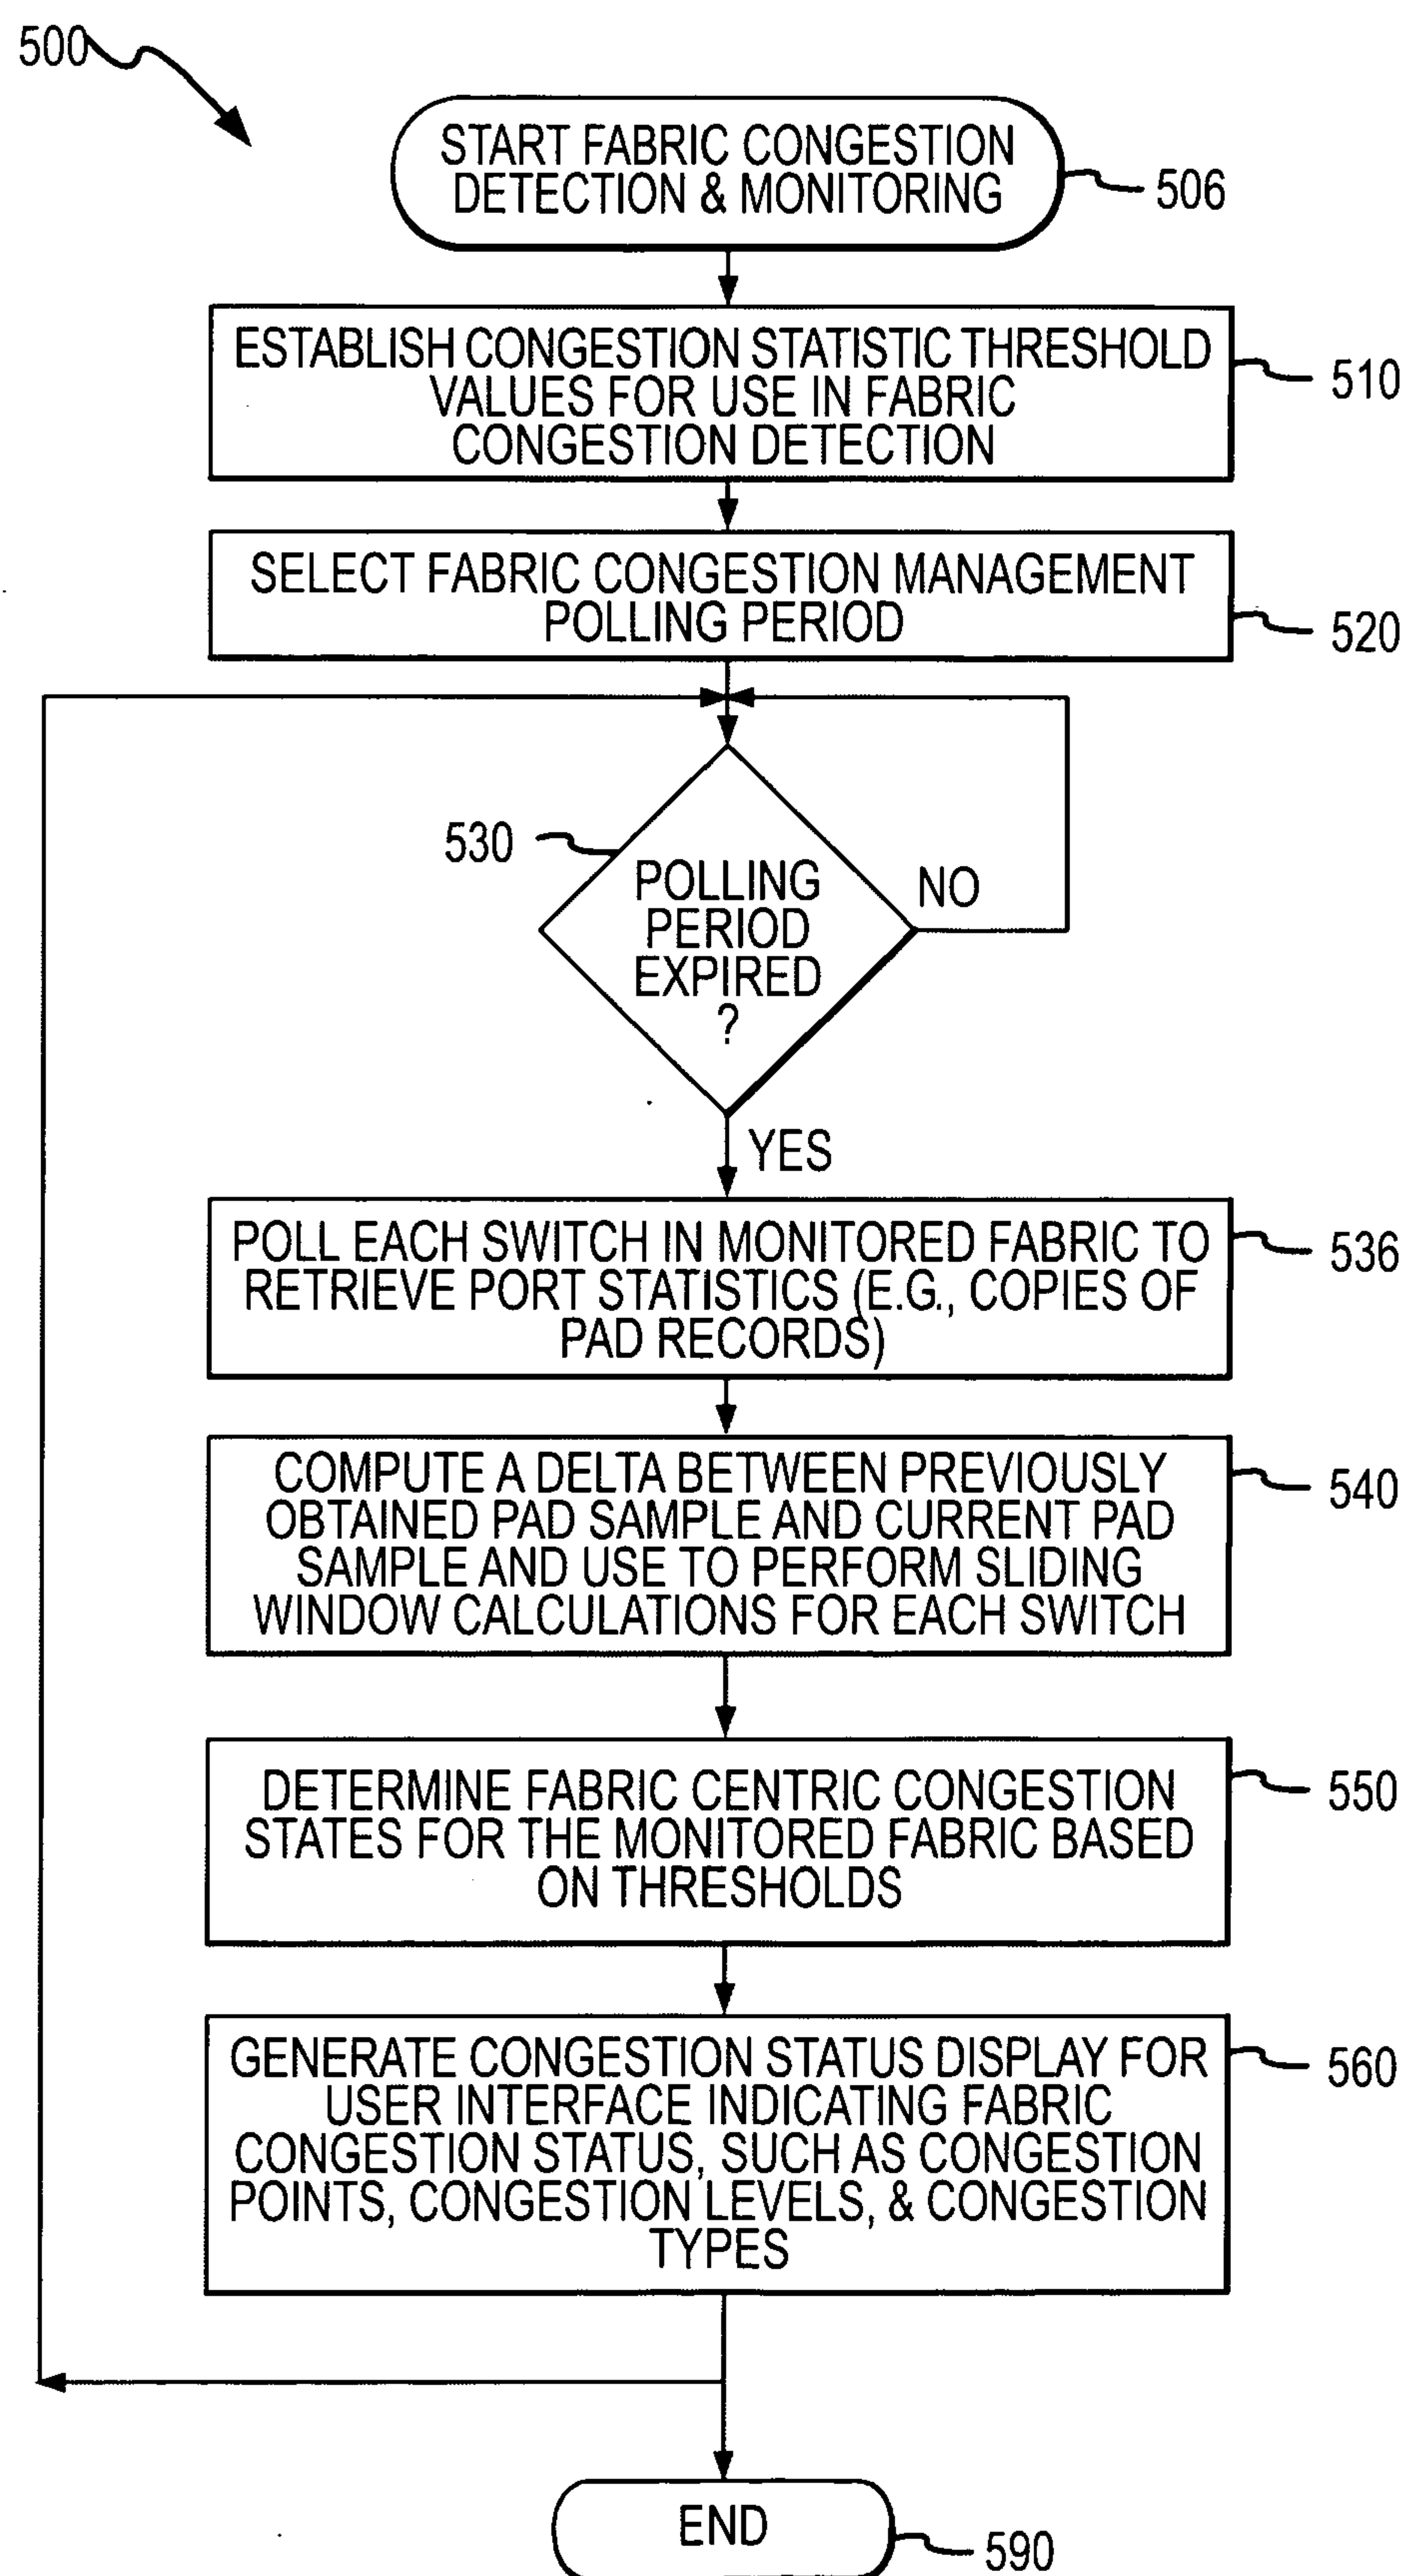 500
START FABRIC CONGESTION
DETECTION & MONITORING
506
ESTABLISH CONGESTION STATISTIC THRESHOLD
VALUES FOR USE IN FABRIC
CONGESTION DETECTION
510
SELECT FABRIC CONGESTION MANAGEMENT
POLLING PERIOD
520
530
POLLING
PERIOD
EXPIRED
?
NO
YES
POLL EACH SWITCH IN MONITORED FABRIC TO
RETRIEVE PORT STATISTICS (E.G., COPIES OF
PAD RECORDS)
536
COMPUTE A DELTA BETWEEN PREVIOUSLY
OBTAINED PAD SAMPLE AND CURRENT PAD
SAMPLE AND USE TO PERFORM SLIDING
WINDOW CALCULATIONS FOR EACH SWITCH
540
DETERMINE FABRIC CENTRIC CONGESTION
STATES FOR THE MONITORED FABRIC BASED
ON THRESHOLDS
550
GENERATE CONGESTION STATUS DISPLAY FOR
USER INTERFACE INDICATING FABRIC
CONGESTION STATUS, SUCH AS CONGESTION
POINTS, CONGESTION LEVELS, & CONGESTION
TYPES
560
END
590